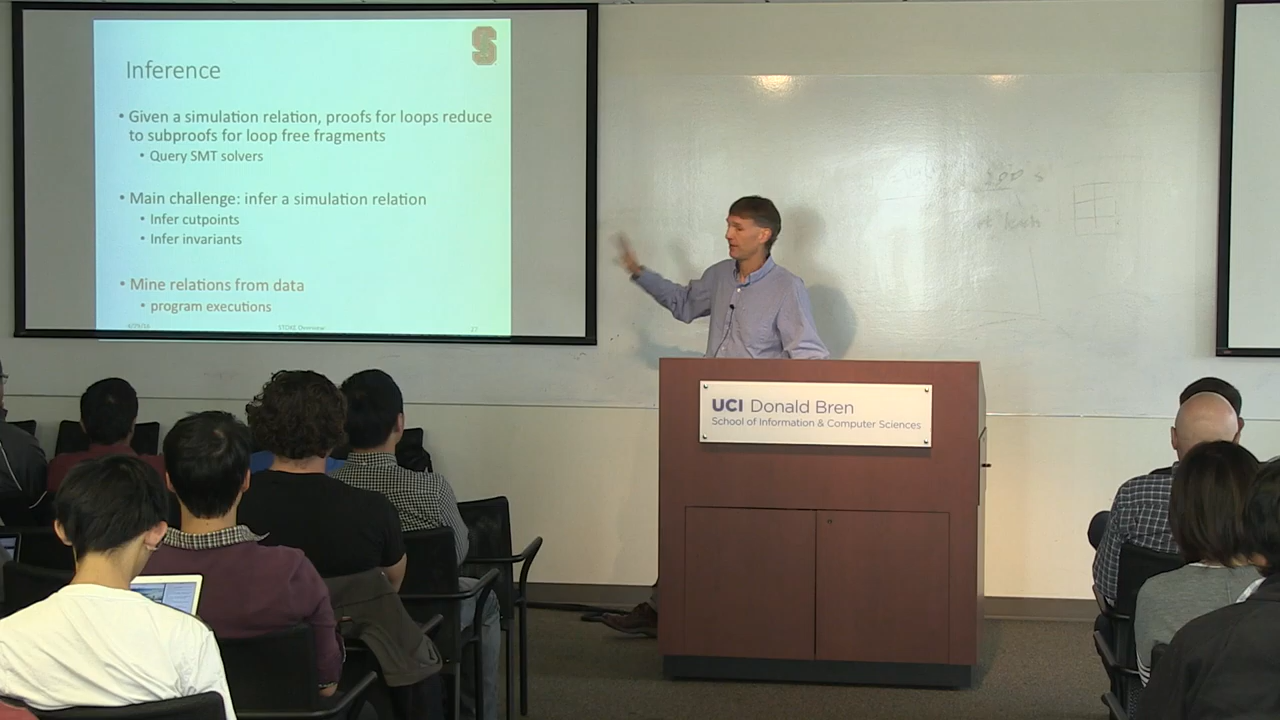 S
Inference
• Given a simulation relation, proofs for loops reduce
to subproofs for loop free fragments
• Query SMT solvers
• Main challenge: infer a simulation relation
• Infer cutpoints
• Infer invariants
• Mine relations from data
• program executions
STOKE Overview
UCI Donald Bren
School of Information & Computer Sciences